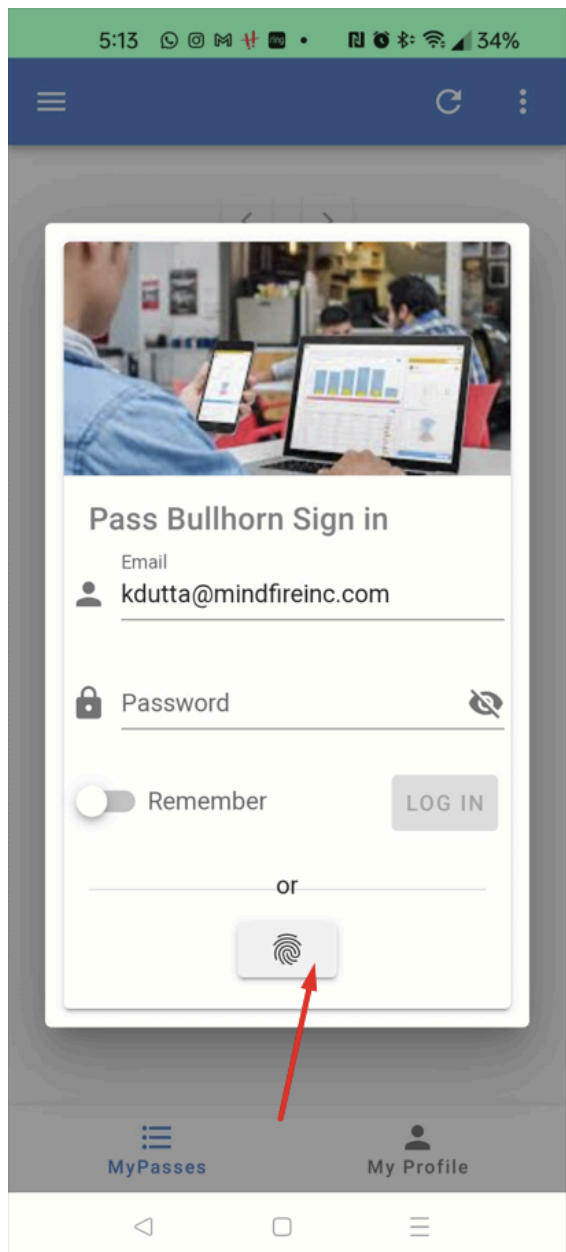 5:13 34%
Pass Bullhorn Sign in
Email
kdutta@mindfireinc.com
Password
Remember
LOG IN
or
MyPasses
My Profile